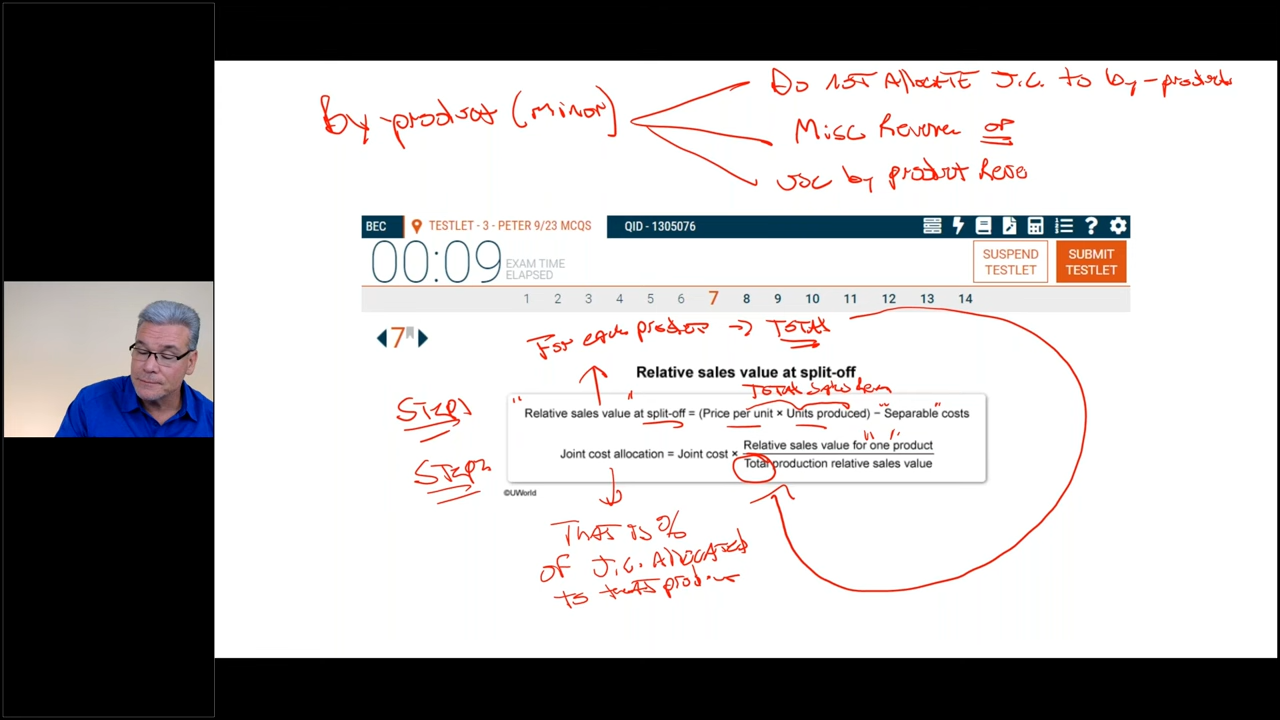 Do NOT Allocate J.C. to by-products
By-product (minor)
Misc Revenue or
use by product Reve
BEC TESTLET - 3 - PETER 9/23 MCQS QID - 1305076
00:09 EXAM TIME ELAPSED
SUSPEND TESTLET
SUBMIT TESTLET
1 2 3 4 5 6 7 8 9 10 11 12 13 14
7
For each product → TOTAL
Relative sales value at split-off
TOTAL Sales Rev
STEP1
"Relative sales value" at split-off = (Price per unit × Units produced) − "Separable" costs
STEP2
Joint cost allocation = Joint cost × Relative sales value for "one" product
Total production relative sales value
©UWorld
THAT is %
of J.C. Allocated
to that product